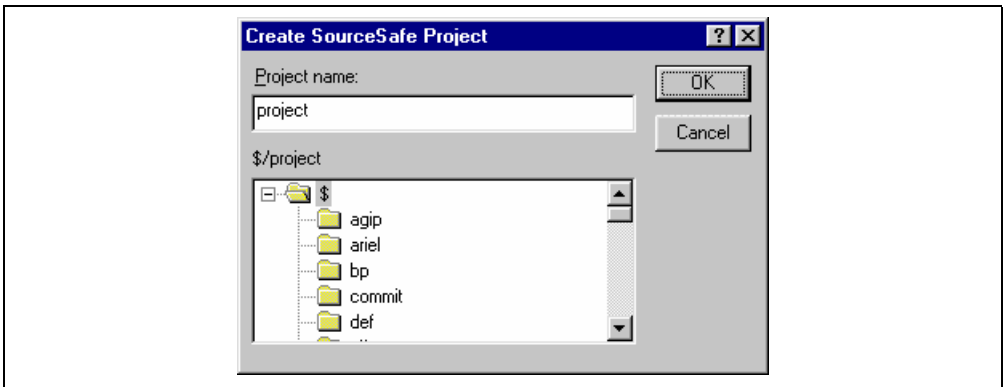 Create SourceSafe Project
Project name:
OK
project
Cancel
$/project
$
agip
ariel
bp
commit
def